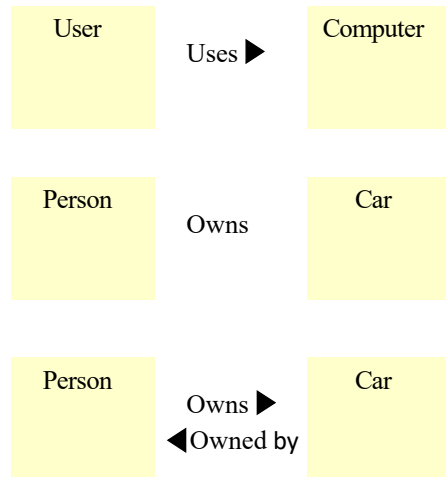 User
Uses ▶
Computer
Person
Owns
Car
Person
Owns ▶
◀ Owned by
Car